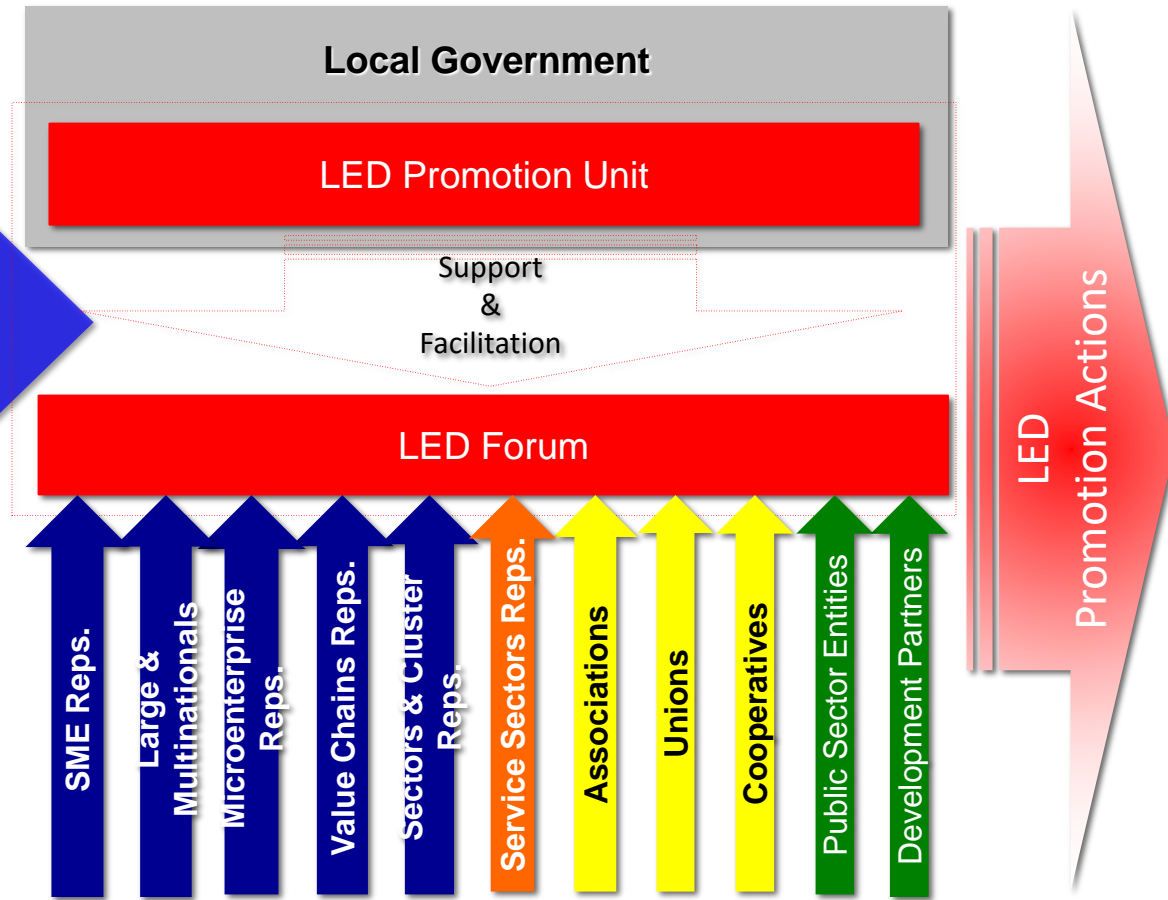 Local Government
LED Promotion Unit
Support
&
Facilitation
LED Forum
SME Reps.
Large &
Multinationals
Microenterprise
Reps.
Value Chains Reps.
Sectors & Cluster
Reps.
Service Sectors Reps.
Associations
Unions
Cooperatives
Public Sector Entities
Development Partners
LED
Promotion Actions